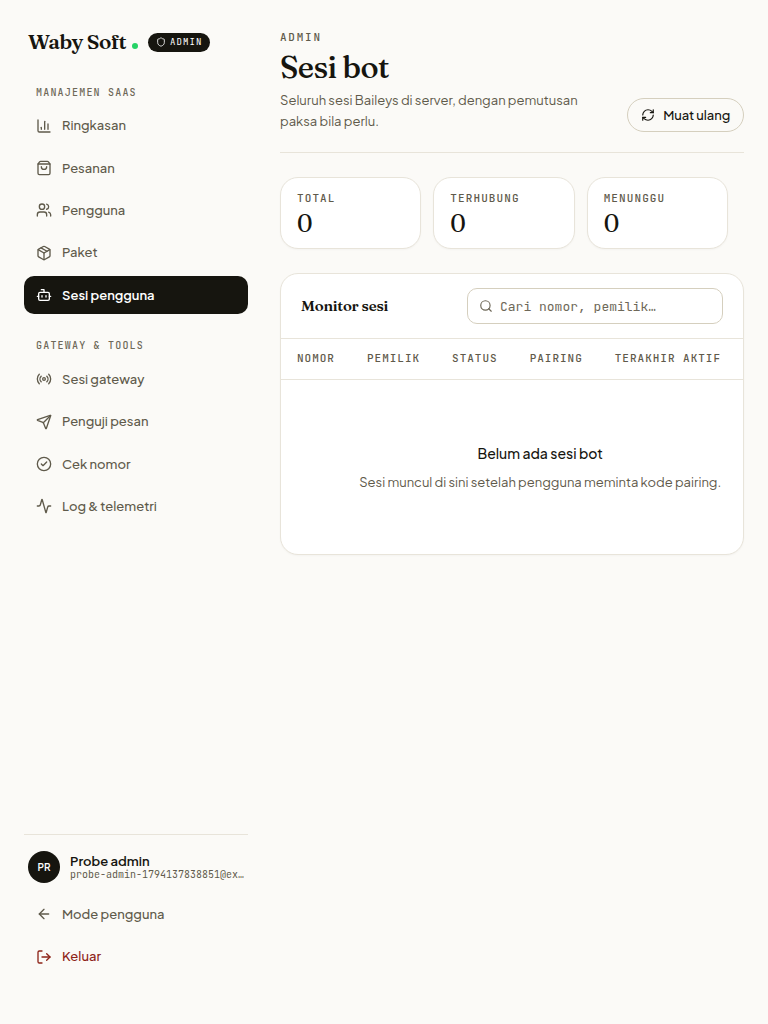 Waby Soft
ADMIN
MANAJEMEN SAAS
Ringkasan
Pesanan
Pengguna
Paket
Sesi pengguna
GATEWAY & TOOLS
Sesi gateway
Penguji pesan
Cek nomor
Log & telemetri
PR
Probe admin
probe-admin-1794137838851@ex…
Mode pengguna
Keluar
ADMIN
Sesi bot
Seluruh sesi Baileys di server, dengan pemutusan
paksa bila perlu.
Muat ulang
TOTAL
0
TERHUBUNG
0
MENUNGGU
0
Monitor sesi
Cari nomor, pemilik…
NOMOR PEMILIK STATUS PAIRING TERAKHIR AKTIF
Belum ada sesi bot
Sesi muncul di sini setelah pengguna meminta kode pairing.